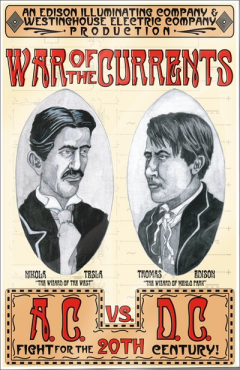 AN EDISON ILLUMINATING COMPANY &
WESTINGHOUSE ELECTRIC COMPANY
PRODUCTION
WAR OF THE CURRENTS
NIKOLA TESLA
"THE WIZARD OF THE WEST"
THOMAS EDISON
"THE WIZARD OF MENLO PARK"
A.C. VS. D.C.
FIGHT FOR THE 20TH CENTURY!